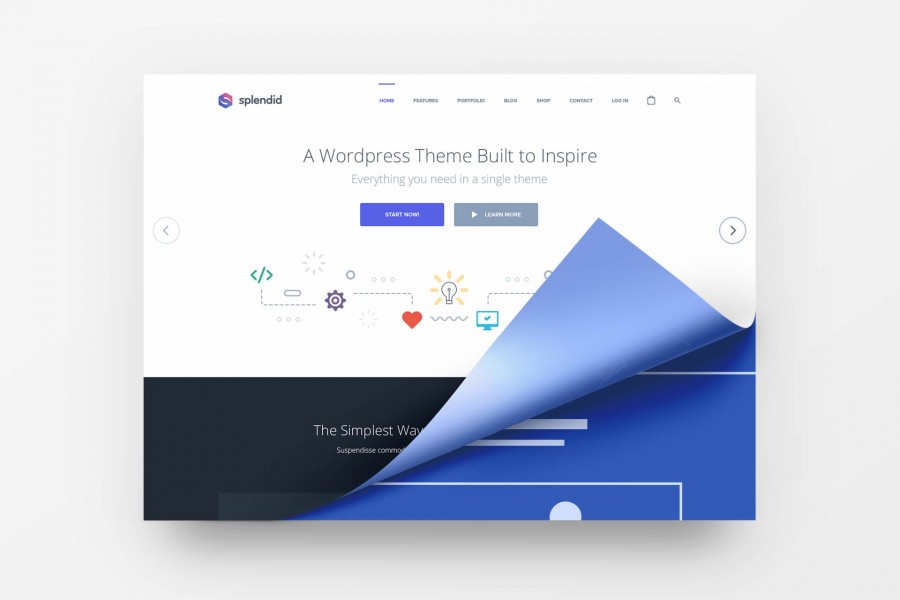 splendid
HOME FEATURES PORTFOLIO BLOG SHOP CONTACT LOG IN
A Wordpress Theme Built to Inspire
Everything you need in a single theme
START NOW! LEARN MORE
The Simplest Way
Suspendisse commod